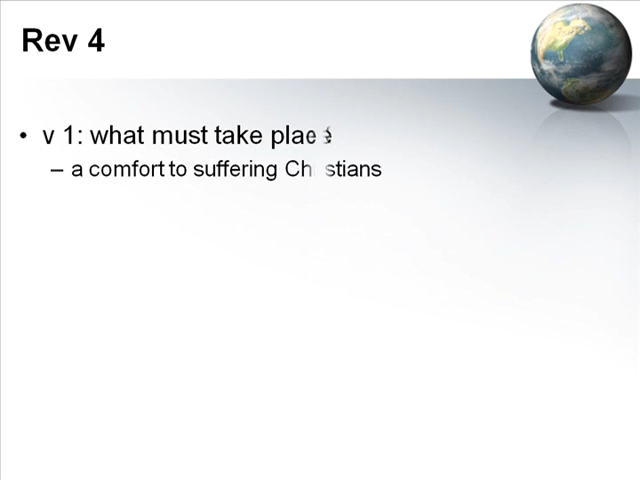 Rev 4
• v 1: what must take place
– a comfort to suffering Christians